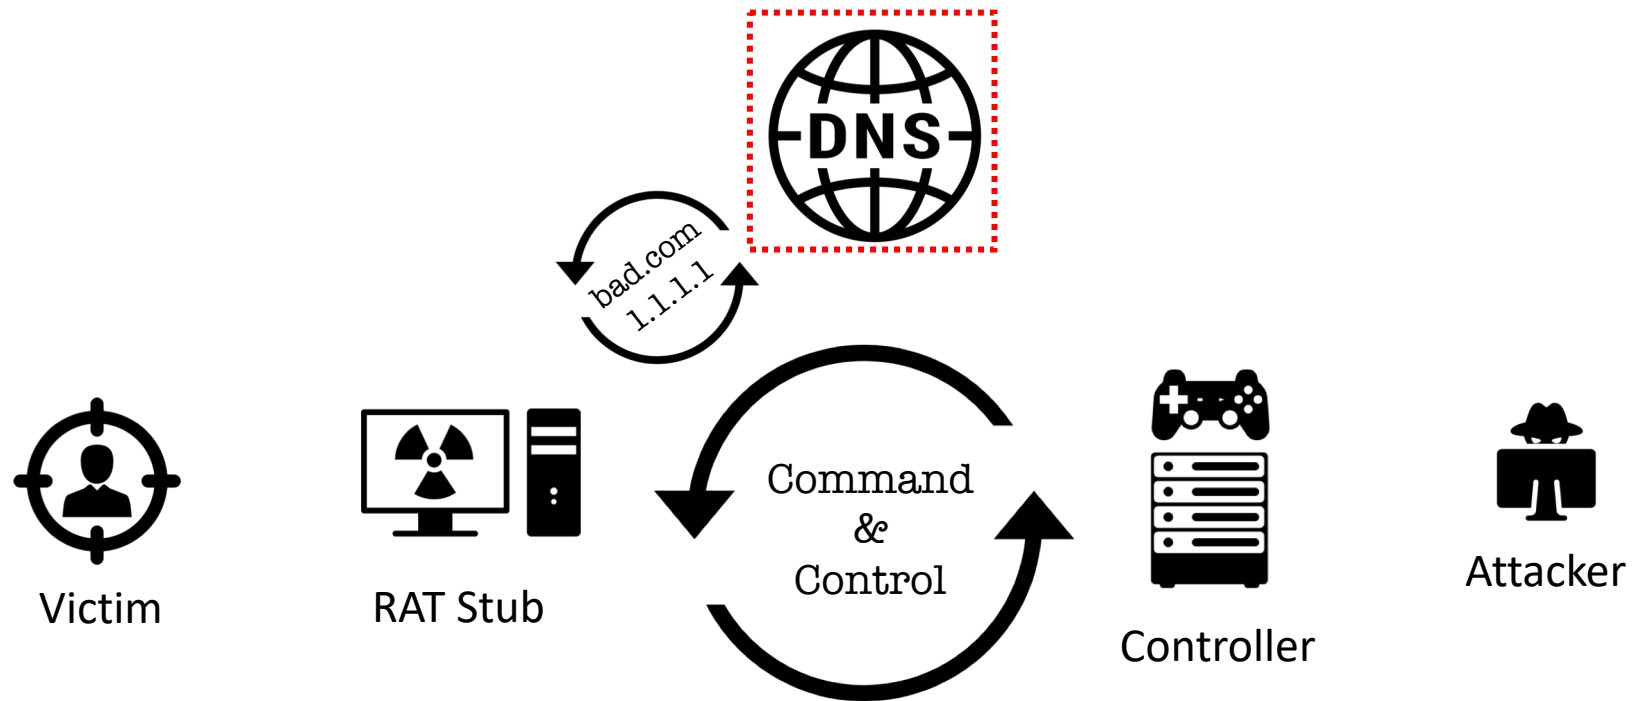 DNS
bad.com
1.1.1.1
Command
&
Control
Victim
RAT Stub
Controller
Attacker